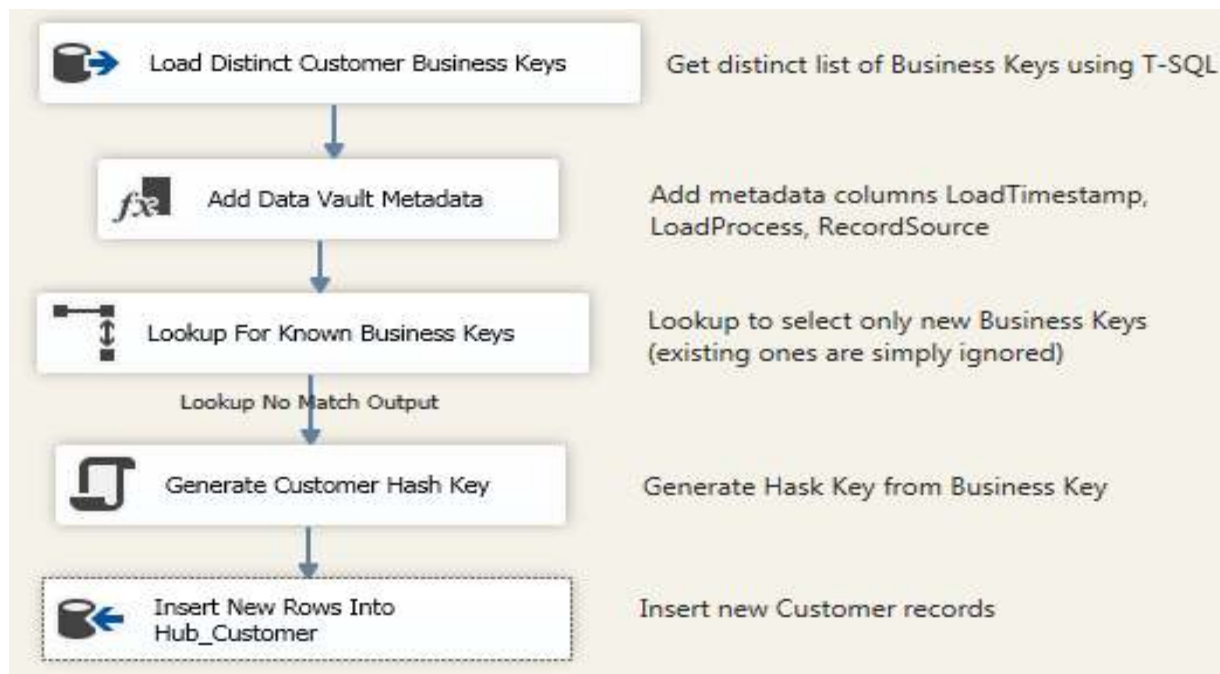 Load Distinct Customer Business Keys
Get distinct list of Business Keys using T-SQL
Add Data Vault Metadata
Add metadata columns LoadTimestamp,
LoadProcess, RecordSource
Lookup For Known Business Keys
Lookup to select only new Business Keys
(existing ones are simply ignored)
Lookup No Match Output
Generate Customer Hash Key
Generate Hask Key from Business Key
Insert New Rows Into
Hub_Customer
Insert new Customer records